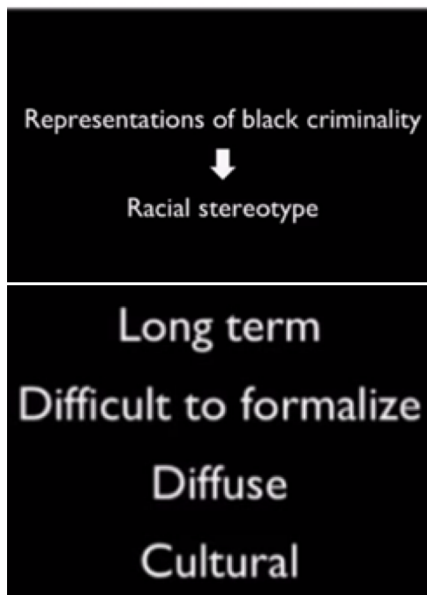 Representations of black criminality
Racial stereotype
Long term
Difficult to formalize
Diffuse
Cultural